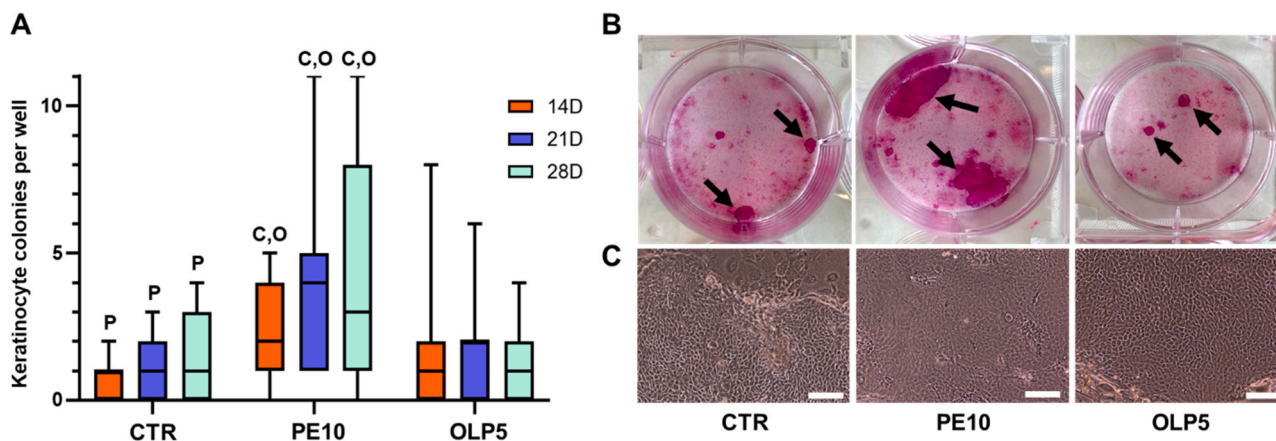 A
Keratinocyte colonies per well
10
5
0
P
P
P
C,O
C,O
C,O
14D
21D
28D
CTR
PE10
OLP5
B
C
CTR
PE10
OLP5